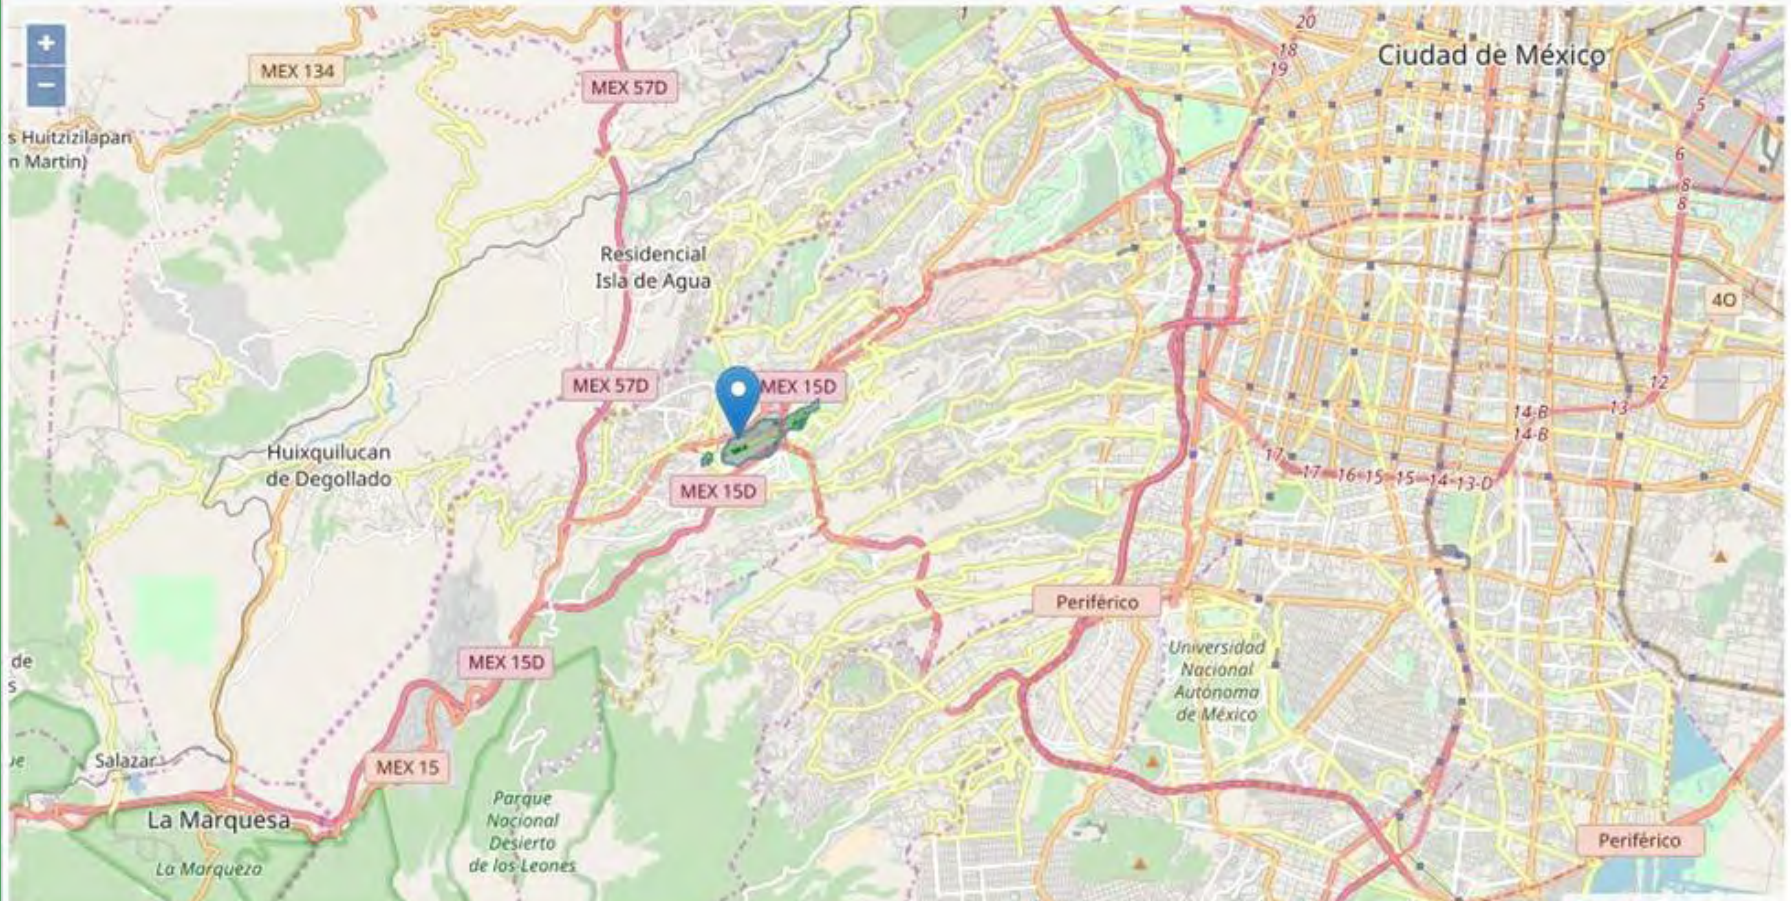 +
−
MEX 134
MEX 57D
20
18
19
Ciudad de México
5
s Huitzizilapan
n Martin)
6
8
8
Residencial
Isla de Agua
4O
MEX 57D
MEX 15D
12
13
14-B
14-B
Huixquilucan
de Degollado
17
17
16
15
15
14
13-D
MEX 15D
Periférico
Universidad
Nacional
Autónoma
de México
MEX 15D
de
s
Salazar
MEX 15
La Marquesa
Parque
Nacional
Desierto
de los Leones
La Marqueza
Periférico